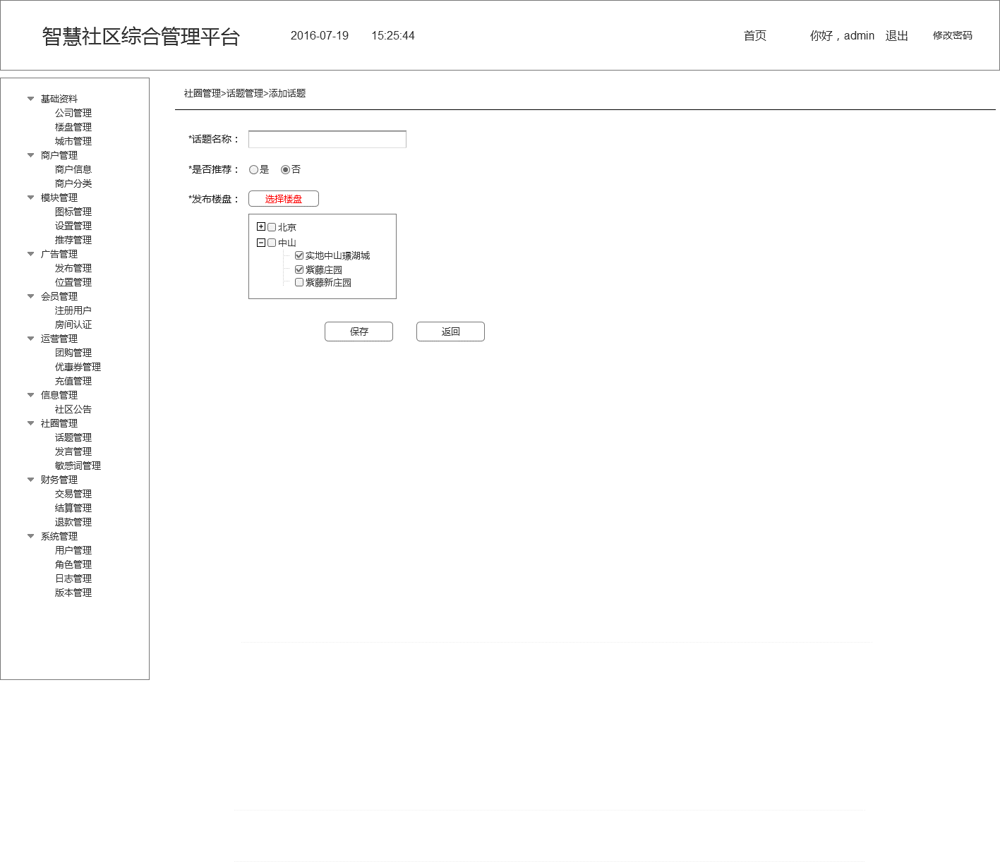 智慧社区综合管理平台 2016-07-19 15:25:44 首页 你好，admin 退出 修改密码
基础资料
公司管理
楼盘管理
城市管理
商户管理
商户信息
商户分类
模块管理
图标管理
设置管理
推荐管理
广告管理
发布管理
位置管理
会员管理
注册用户
房间认证
运营管理
团购管理
优惠券管理
充值管理
信息管理
社区公告
社圈管理
话题管理
发言管理
敏感词管理
财务管理
交易管理
结算管理
退款管理
系统管理
用户管理
角色管理
日志管理
版本管理
社圈管理>话题管理>添加话题
*话题名称：
*是否推荐： 是 否
*发布楼盘： 选择楼盘
北京
中山
实地中山璟湖城
紫藤庄园
紫藤新庄园
保存 返回